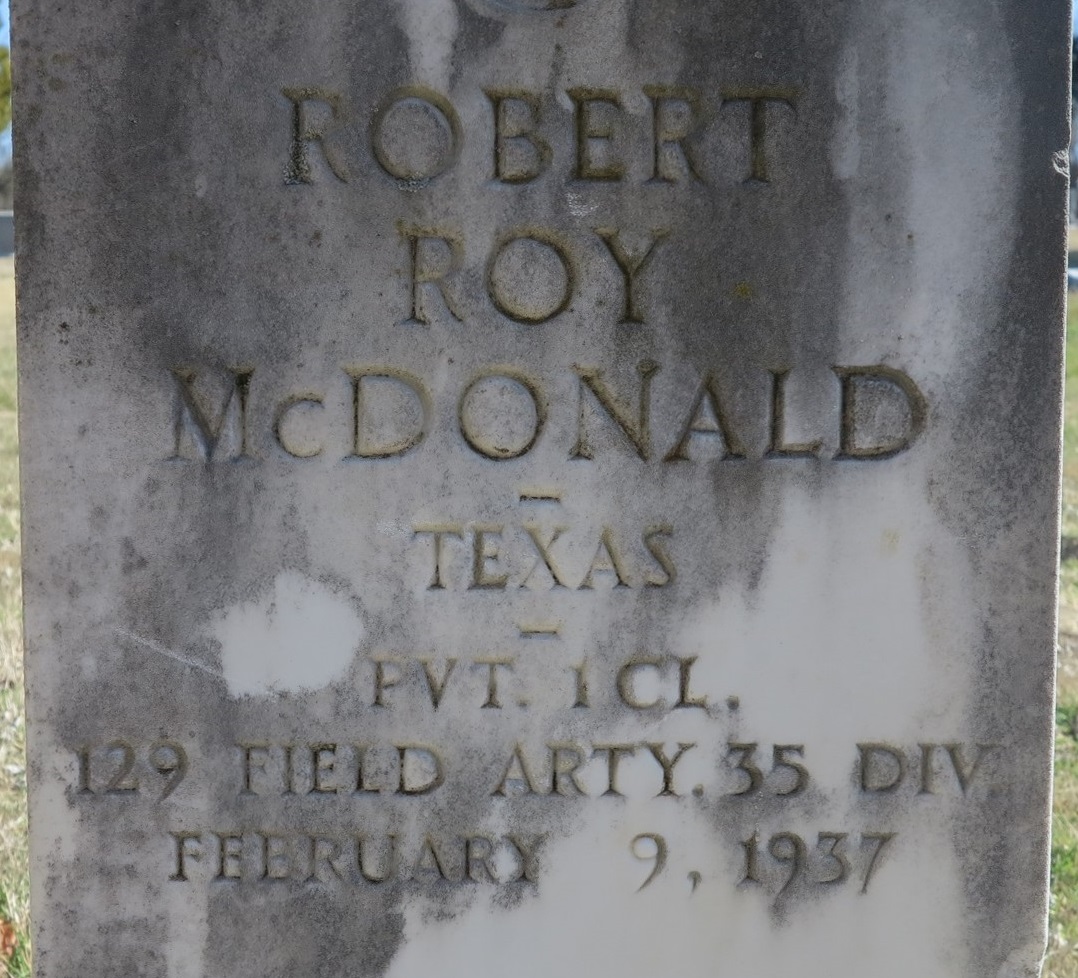 ROBERT
ROY
McDONALD
–
TEXAS
–
PVT. 1 CL.
129 FIELD ARTY. 35 DIV
FEBRUARY 9, 1937